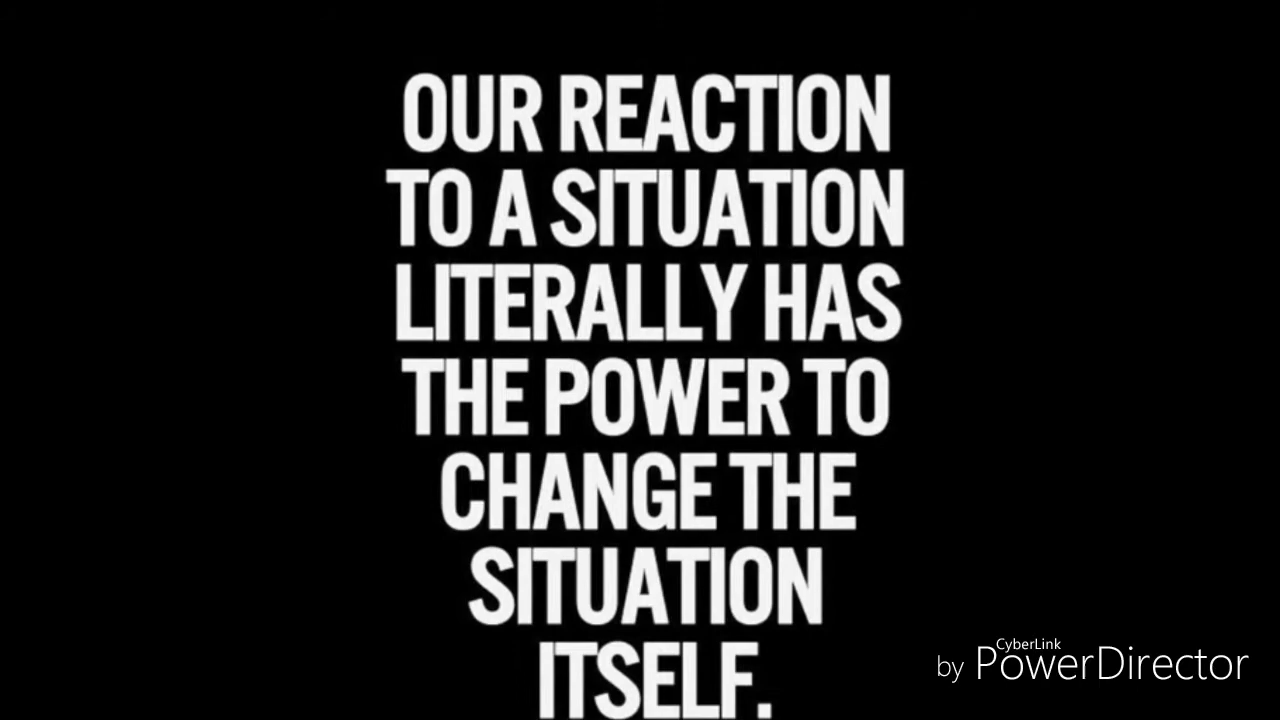 OUR REACTION
TO A SITUATION
LITERALLY HAS
THE POWER TO
CHANGE THE
SITUATION
ITSELF.
CyberLink
by PowerDirector